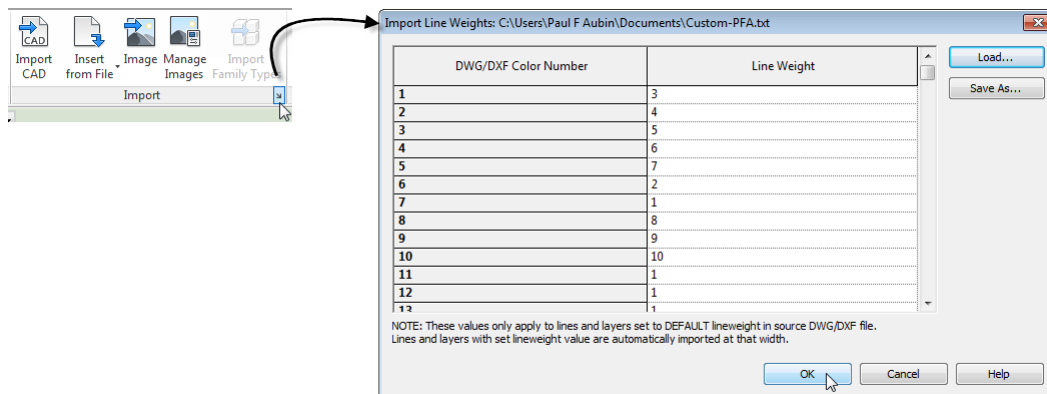 CAD
Import CAD
Insert from File
Image
Manage Images
Import Family Types
Import
Import Line Weights: C:\Users\Paul F Aubin\Documents\Custom-PFA.txt
DWG/DXF Color Number Line Weight
1 3
2 4
3 5
4 6
5 7
6 2
7 1
8 8
9 9
10 10
11 1
12 1
13 1
Load...
Save As...
NOTE: These values only apply to lines and layers set to DEFAULT lineweight in source DWG/DXF file.
Lines and layers with set lineweight value are automatically imported at that width.
OK Cancel Help